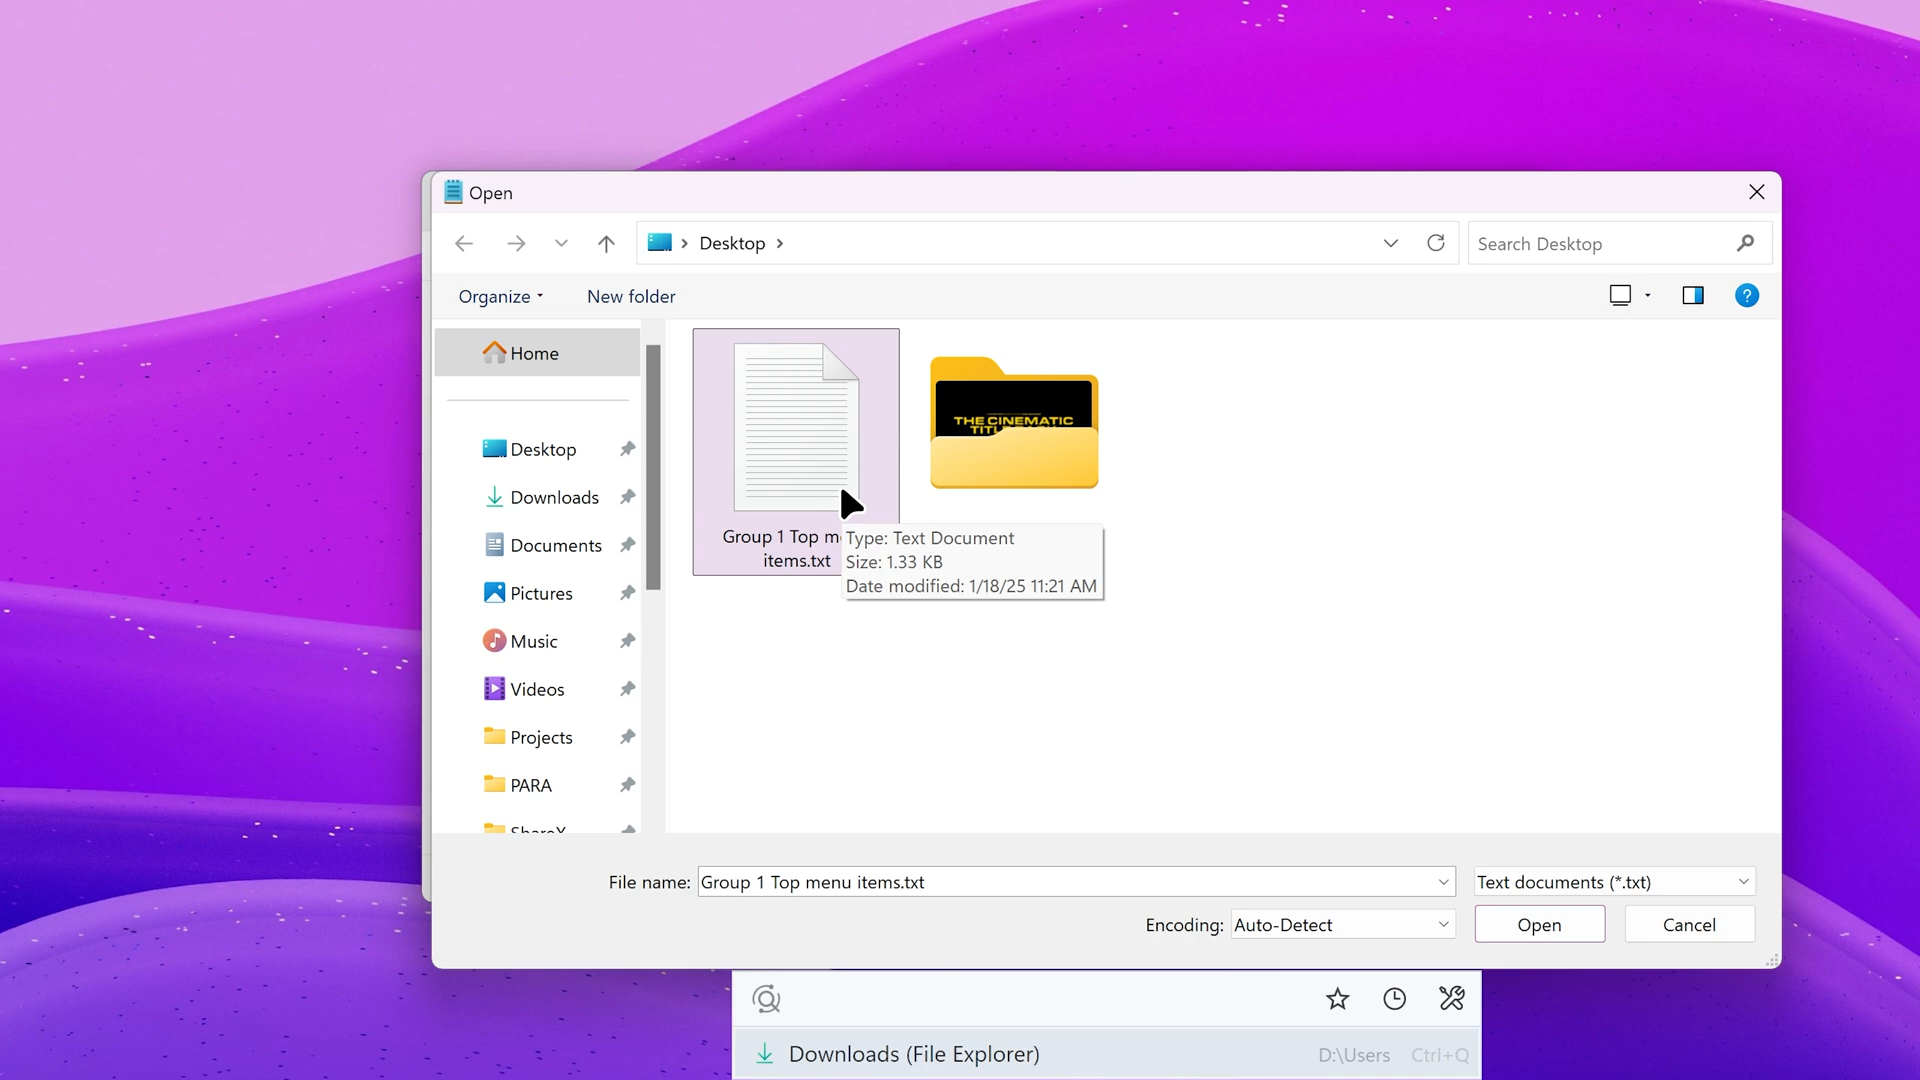 Open
Desktop
Search Desktop
Organize
New folder
Home
Desktop
Downloads
Documents
Pictures
Music
Videos
Projects
PARA
ShareX
THE CINEMATIC
Group 1 Top m
items.txt
Type: Text Document
Size: 1.33 KB
Date modified: 1/18/25 11:21 AM
File name: Group 1 Top menu items.txt
Text documents (*.txt)
Encoding: Auto-Detect
Open
Cancel
Downloads (File Explorer)
D:\Users
Ctrl+Q